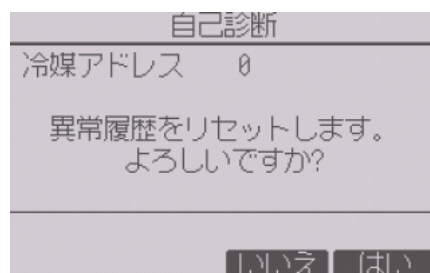 自己診断
冷媒アドレス 0
異常履歴をリセットします。
よろしいですか?
いいえ はい